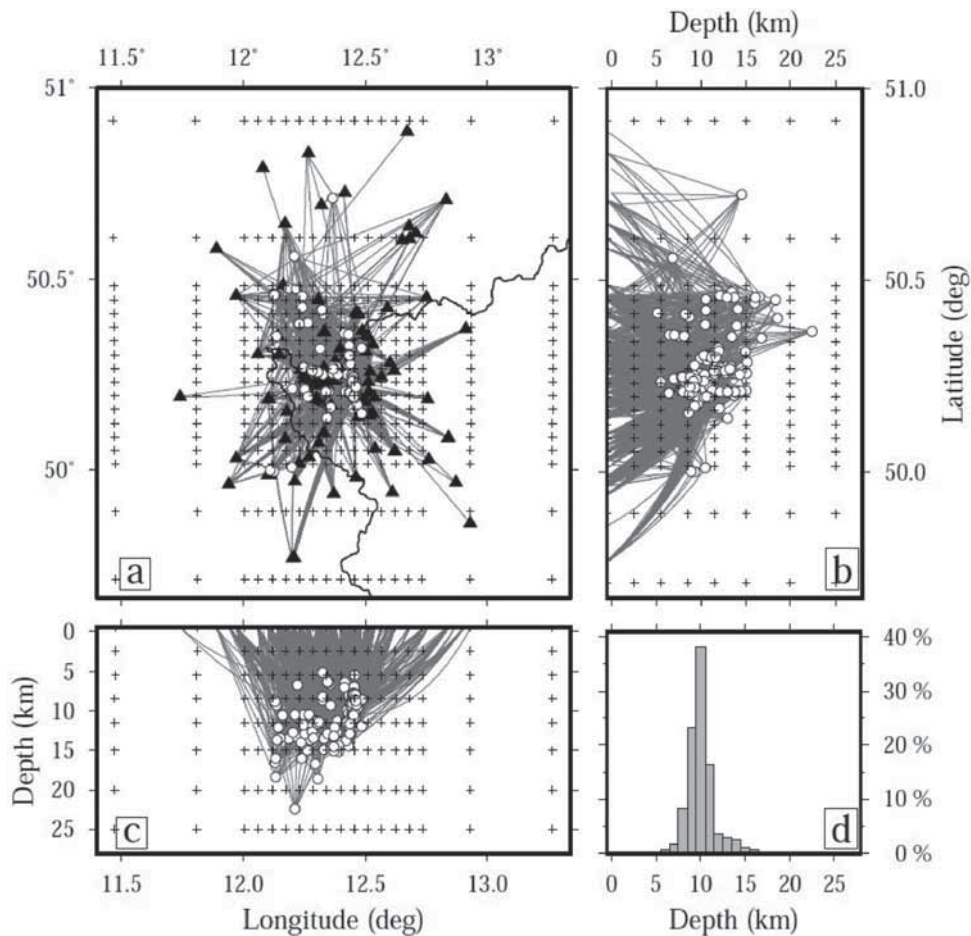 Depth (km)
11.5° 12° 12.5° 13° 0 5 10 15 20 25
51° 51.0
50.5° 50.5
50° 50.0
Latitude (deg)
a b
0 40 %
5 30 %
10 20 %
15
20 10 %
25 0 %
Depth (km)
c d
11.5 12.0 12.5 13.0 0 5 10 15 20 25
Longitude (deg) Depth (km)